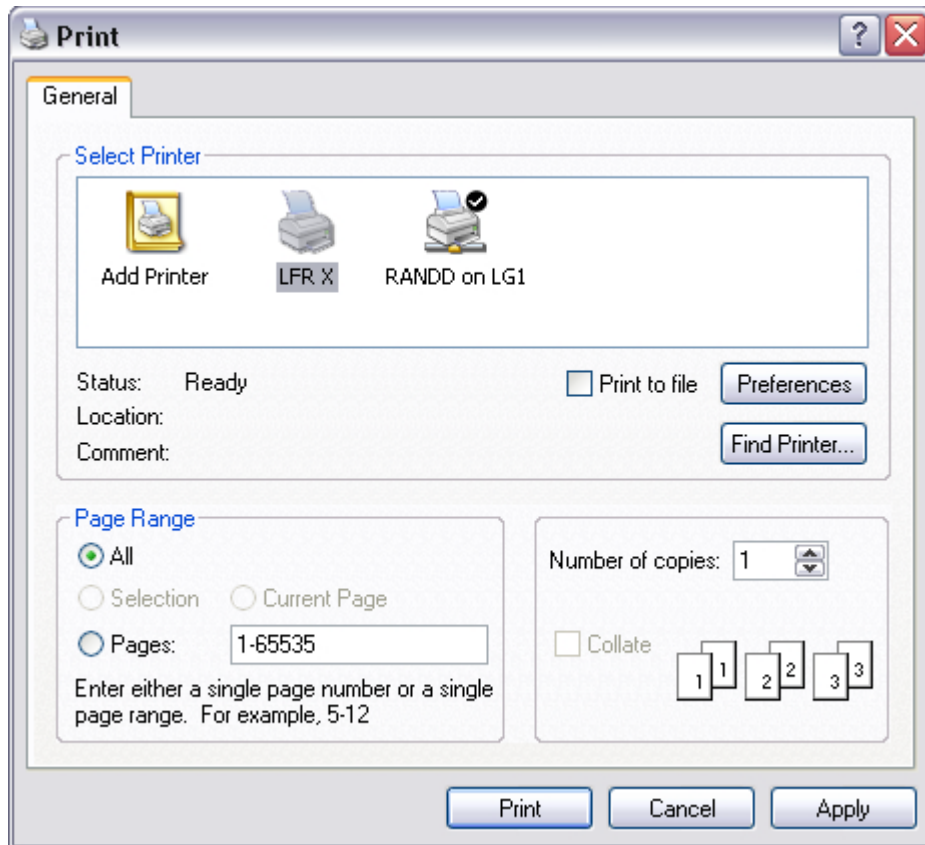 Print
General
Select Printer
Add Printer
LFR X
RANDD on LG1
Status: Ready
Print to file
Preferences
Location:
Comment:
Find Printer...
Page Range
All
Selection
Current Page
Pages: 1-65535
Enter either a single page number or a single
page range. For example, 5-12
Number of copies: 1
Collate
1 1 2 2 3 3
Print
Cancel
Apply